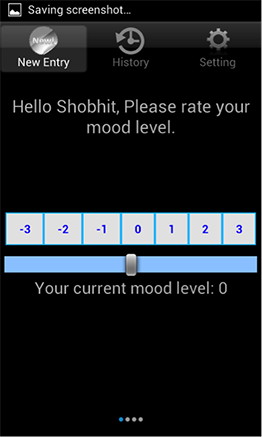 Saving screenshot...
New
New Entry
History
Setting
Hello Shobhit, Please rate your
mood level.
-3 -2 -1 0 1 2 3
Your current mood level: 0